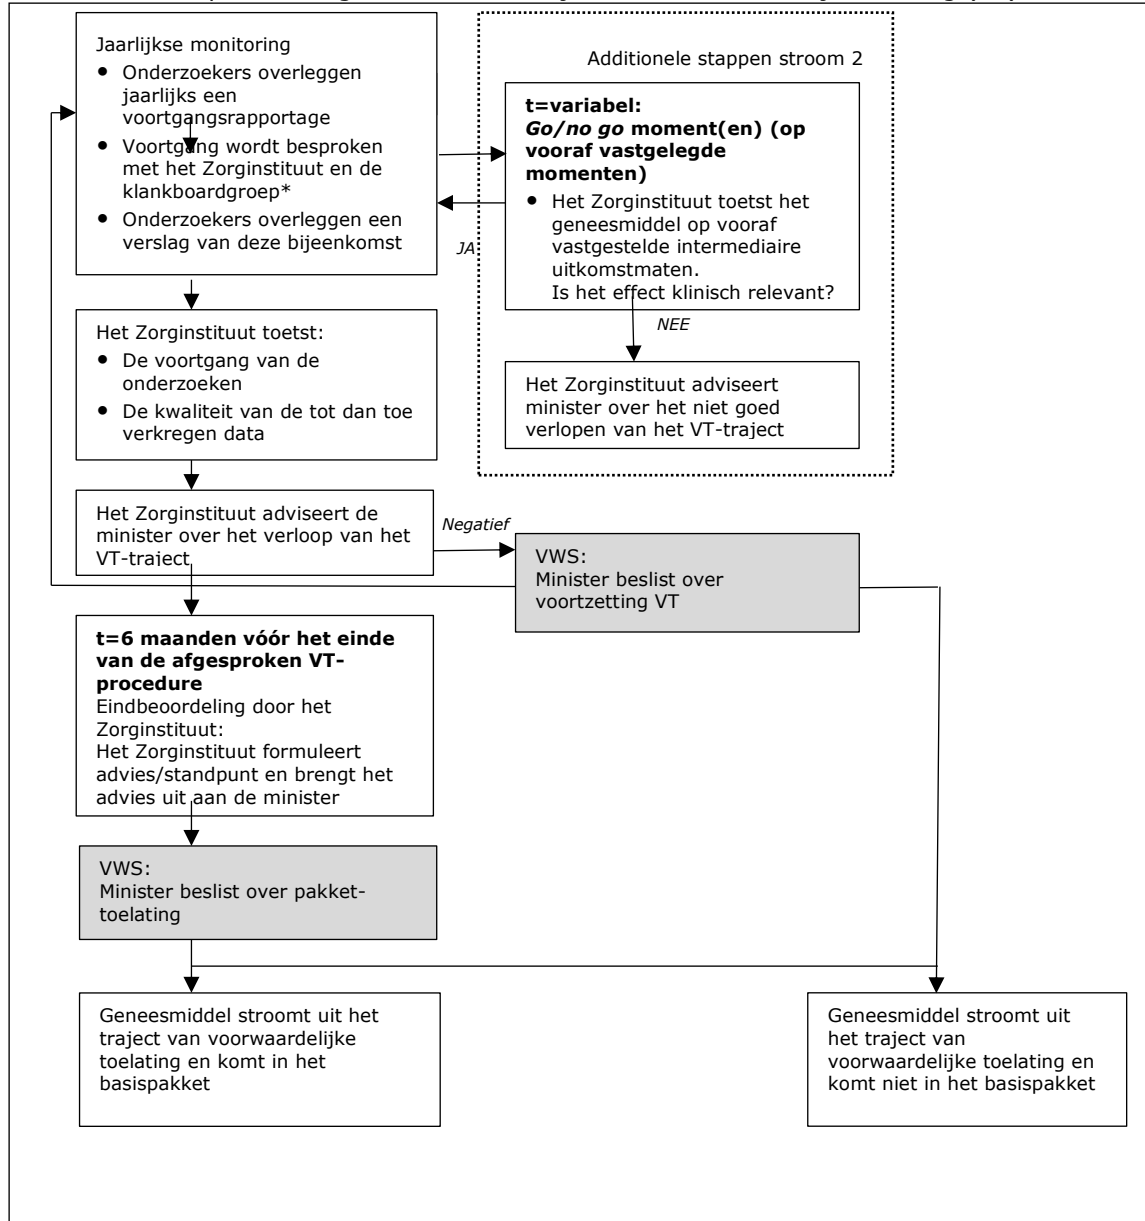 Jaarlijkse monitoring
• Onderzoekers overleggen
jaarlijks een
voortgangsrapportage
• Voortgang wordt besproken
met het Zorginstituut en de
klankboardgroep*
• Onderzoekers overleggen een
verslag van deze bijeenkomst
Additionele stappen stroom 2
t=variabel:
Go/no go moment(en) (op
vooraf vastgelegde
momenten)
• Het Zorginstituut toetst het
geneesmiddel op vooraf
vastgestelde intermediaire
uitkomstmaten.
Is het effect klinisch relevant?
JA
NEE
Het Zorginstituut adviseert
minister over het niet goed
verlopen van het VT-traject
Het Zorginstituut toetst:
• De voortgang van de
onderzoeken
• De kwaliteit van de tot dan toe
verkregen data
Het Zorginstituut adviseert de
minister over het verloop van het
VT-traject
Negatief
VWS:
Minister beslist over
voortzetting VT
t=6 maanden vóór het einde
van de afgesproken VT-
procedure
Eindbeoordeling door het
Zorginstituut:
Het Zorginstituut formuleert
advies/standpunt en brengt het
advies uit aan de minister
VWS:
Minister beslist over pakket-
toelating
Geneesmiddel stroomt uit het
traject van voorwaardelijke
toelating en komt in het
basispakket
Geneesmiddel stroomt uit
het traject van
voorwaardelijke toelating en
komt niet in het basispakket